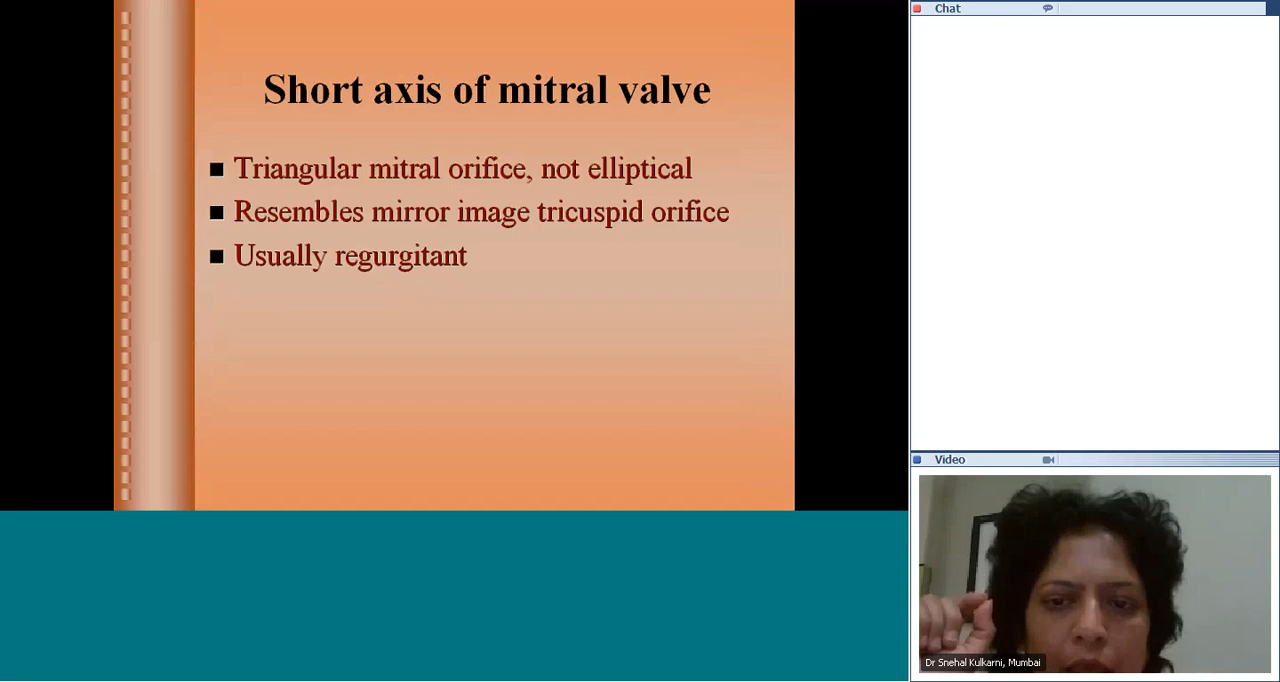 Short axis of mitral valve
Triangular mitral orifice, not elliptical
Resembles mirror image tricuspid orifice
Usually regurgitant
Chat
Video
Dr Snehal Kulkarni, Mumbai